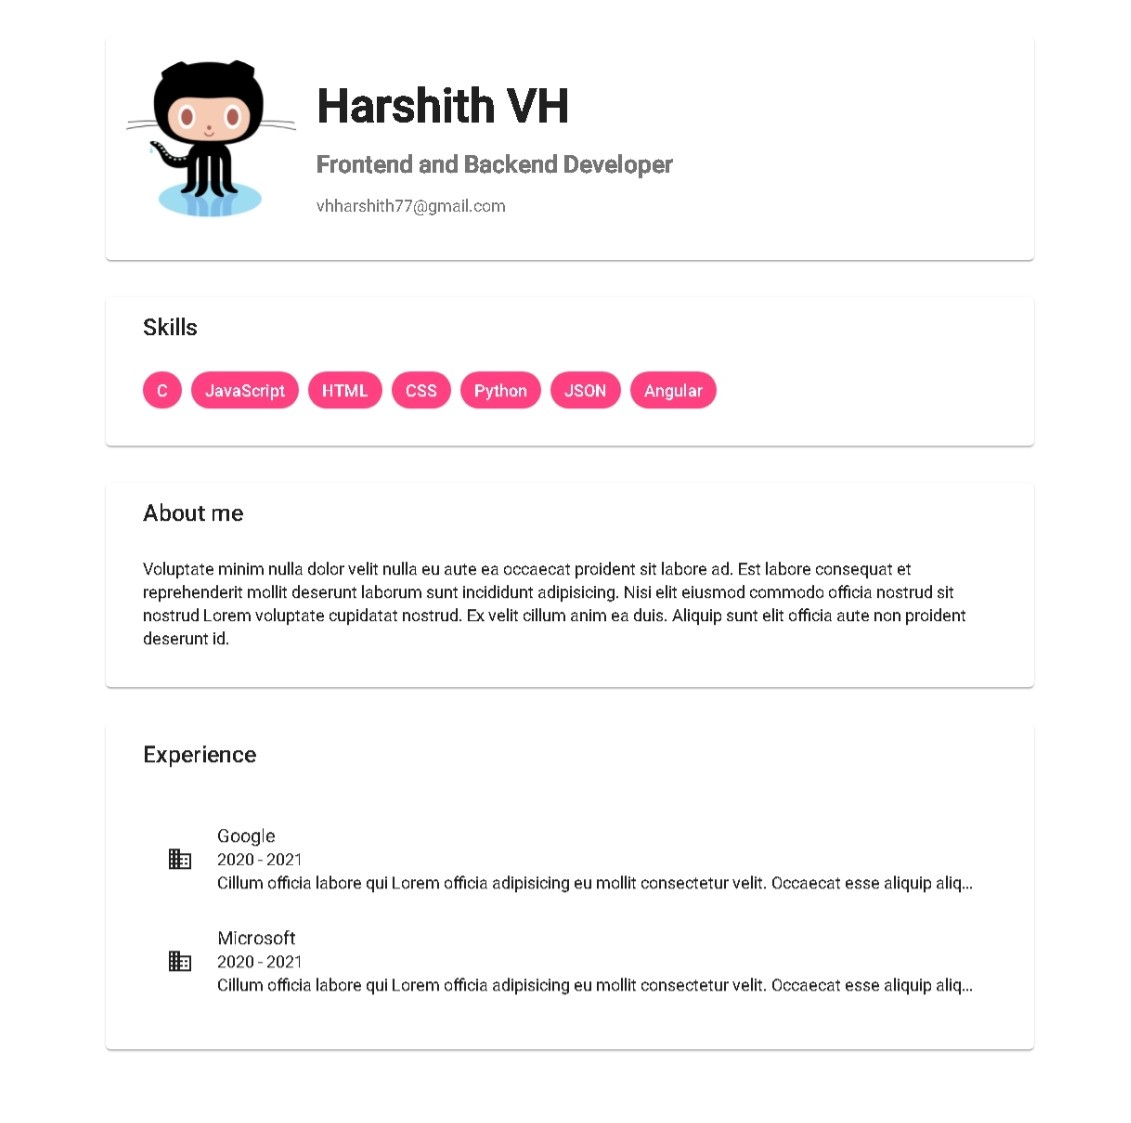 Harshith VH
Frontend and Backend Developer
vhharshith77@gmail.com
Skills
C JavaScript HTML CSS Python JSON Angular
About me
Voluptate minim nulla dolor velit nulla eu aute ea occaecat proident sit labore ad. Est labore consequat et
reprehenderit mollit deserunt laborum sunt incididunt adipisicing. Nisi elit eiusmod commodo officia nostrud sit
nostrud Lorem voluptate cupidatat nostrud. Ex velit cillum anim ea duis. Aliquip sunt elit officia aute non proident
deserunt id.
Experience
Google
2020 - 2021
Cillum officia labore qui Lorem officia adipisicing eu mollit consectetur velit. Occaecat esse aliquip aliq...
Microsoft
2020 - 2021
Cillum officia labore qui Lorem officia adipisicing eu mollit consectetur velit. Occaecat esse aliquip aliq...